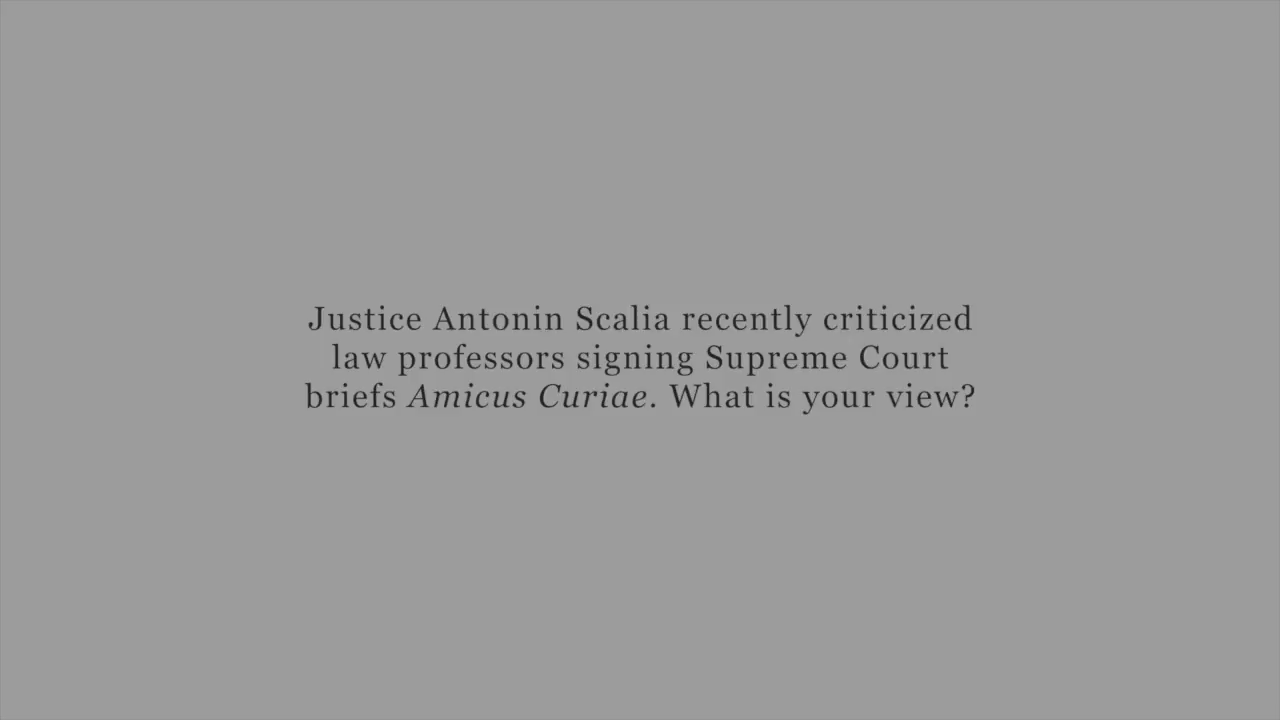 Justice Antonin Scalia recently criticized
law professors signing Supreme Court
briefs Amicus Curiae. What is your view?